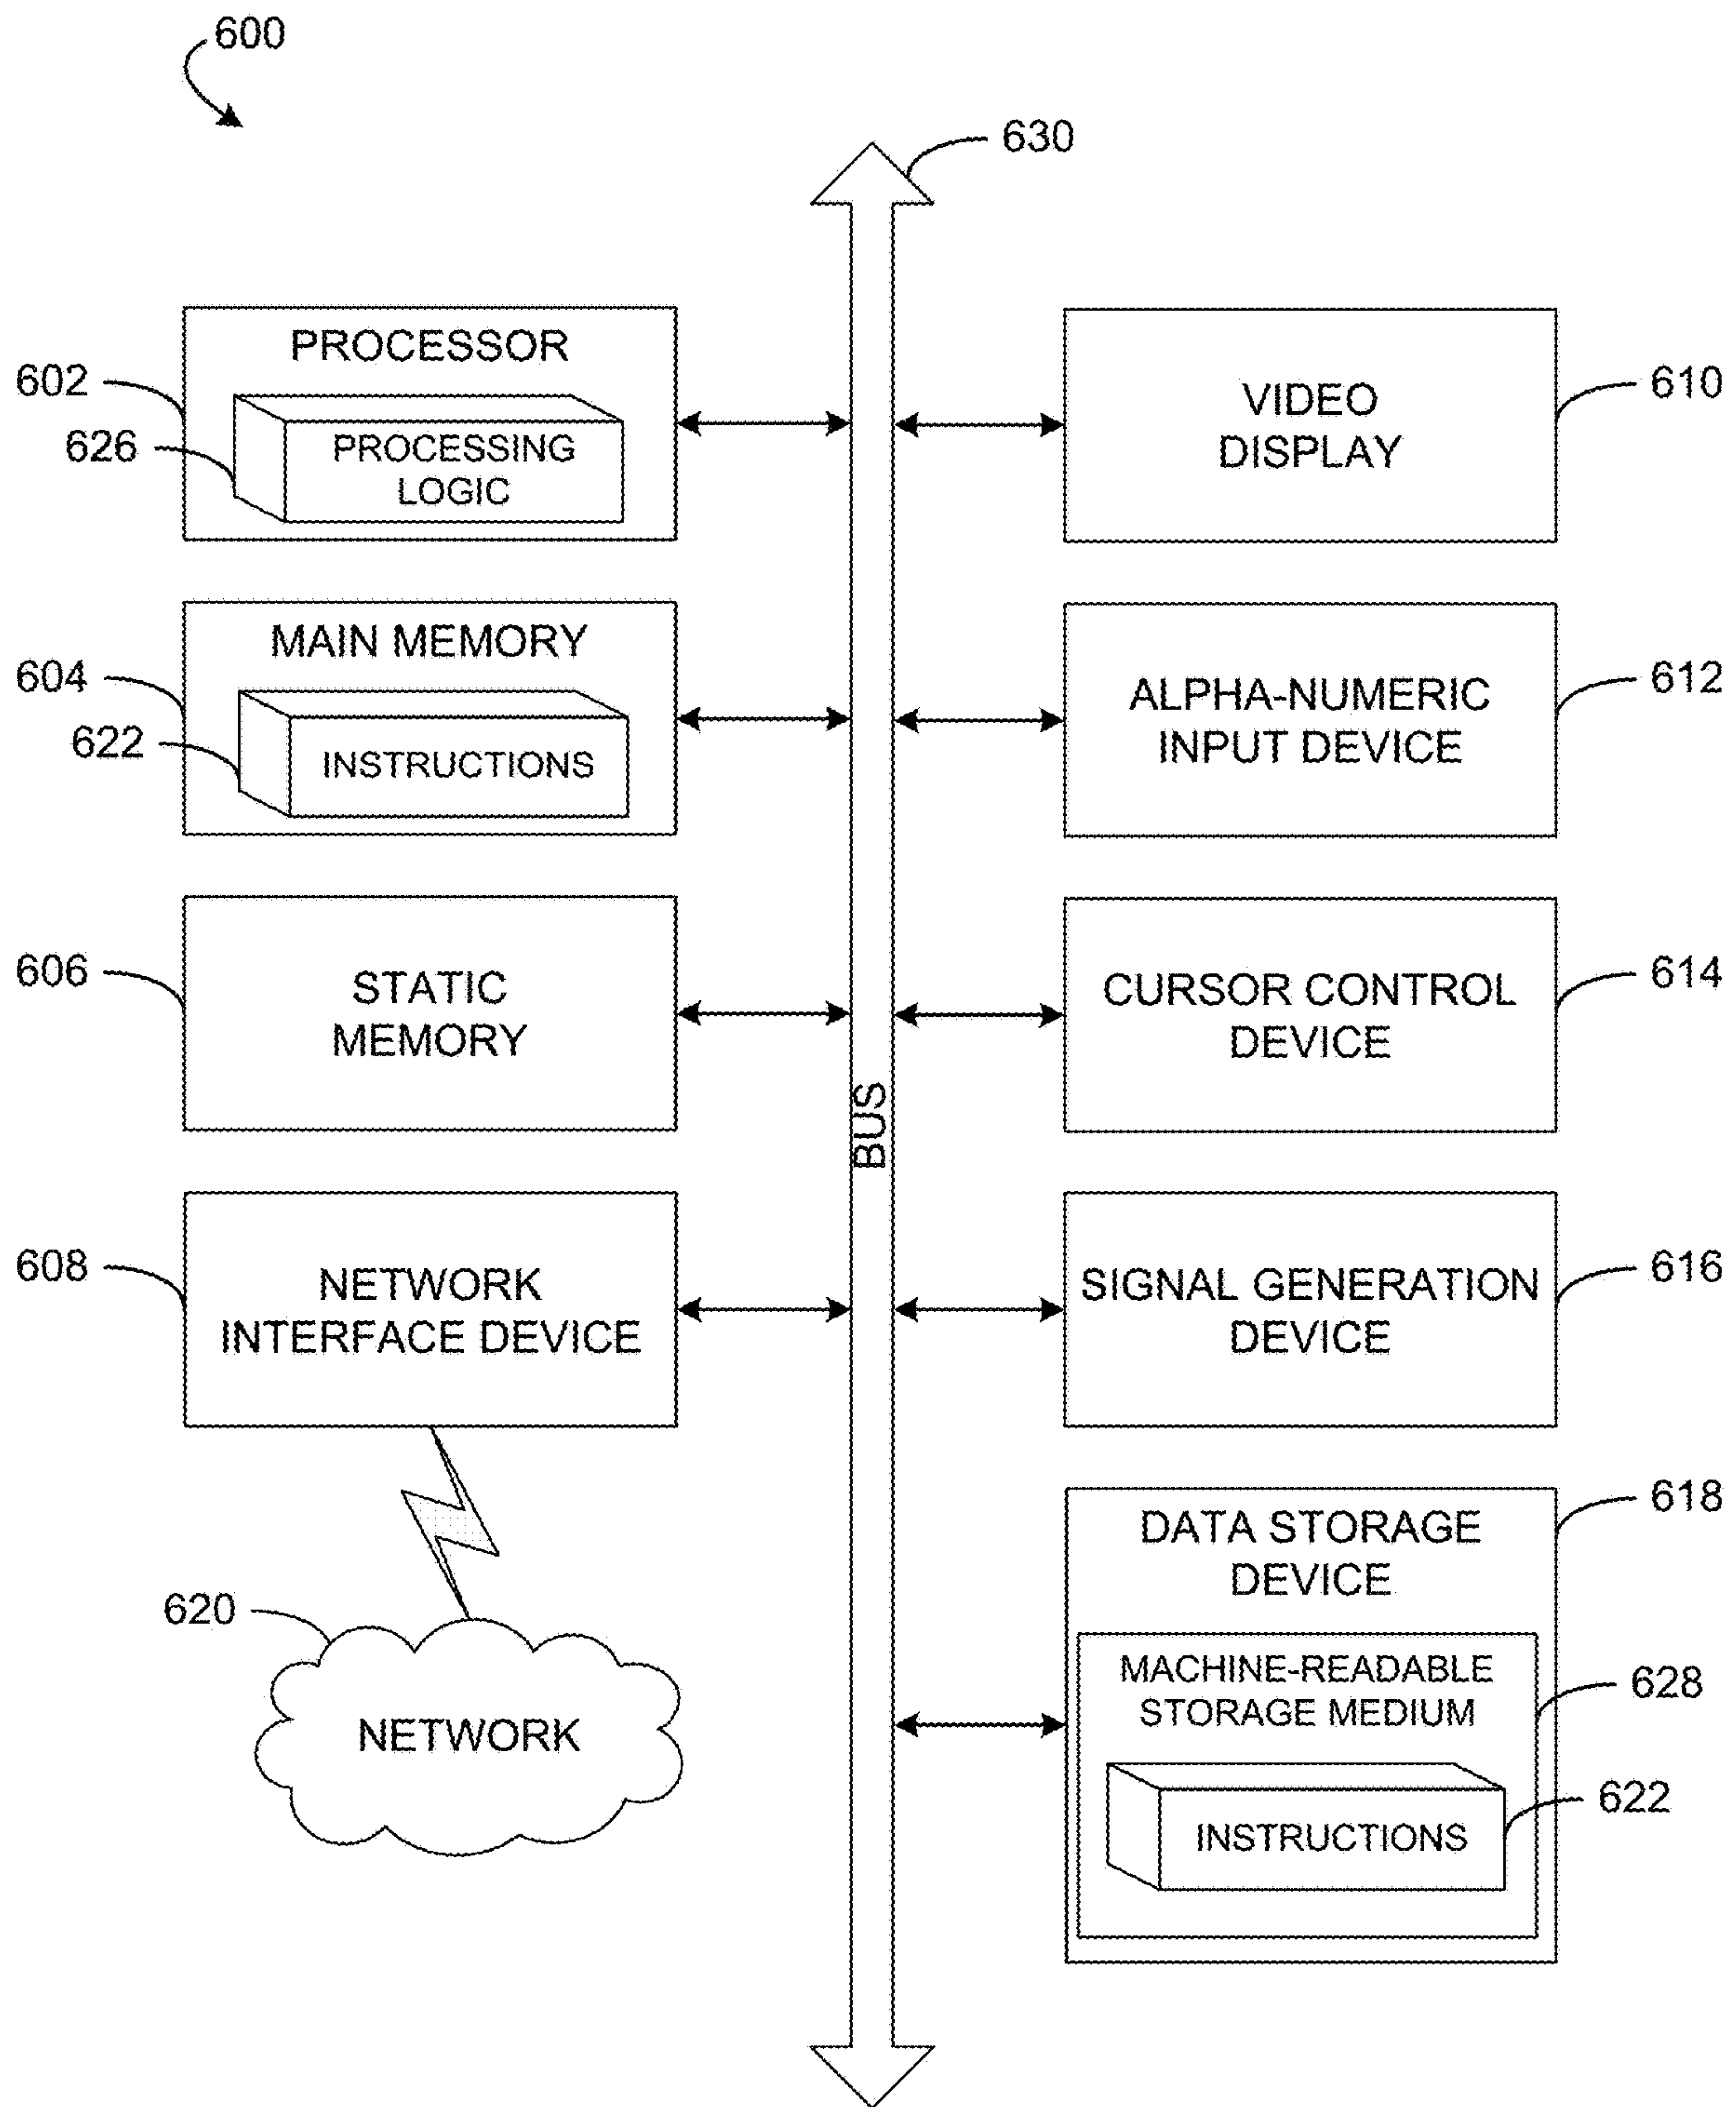 600
630
PROCESSOR
602
626
PROCESSING
LOGIC
VIDEO
DISPLAY
610
MAIN MEMORY
604
622
INSTRUCTIONS
ALPHA-NUMERIC
INPUT DEVICE
612
606
STATIC
MEMORY
CURSOR CONTROL
DEVICE
614
BUS
608
NETWORK
INTERFACE DEVICE
SIGNAL GENERATION
DEVICE
616
620
NETWORK
DATA STORAGE
DEVICE
618
MACHINE-READABLE
STORAGE MEDIUM
628
INSTRUCTIONS
622